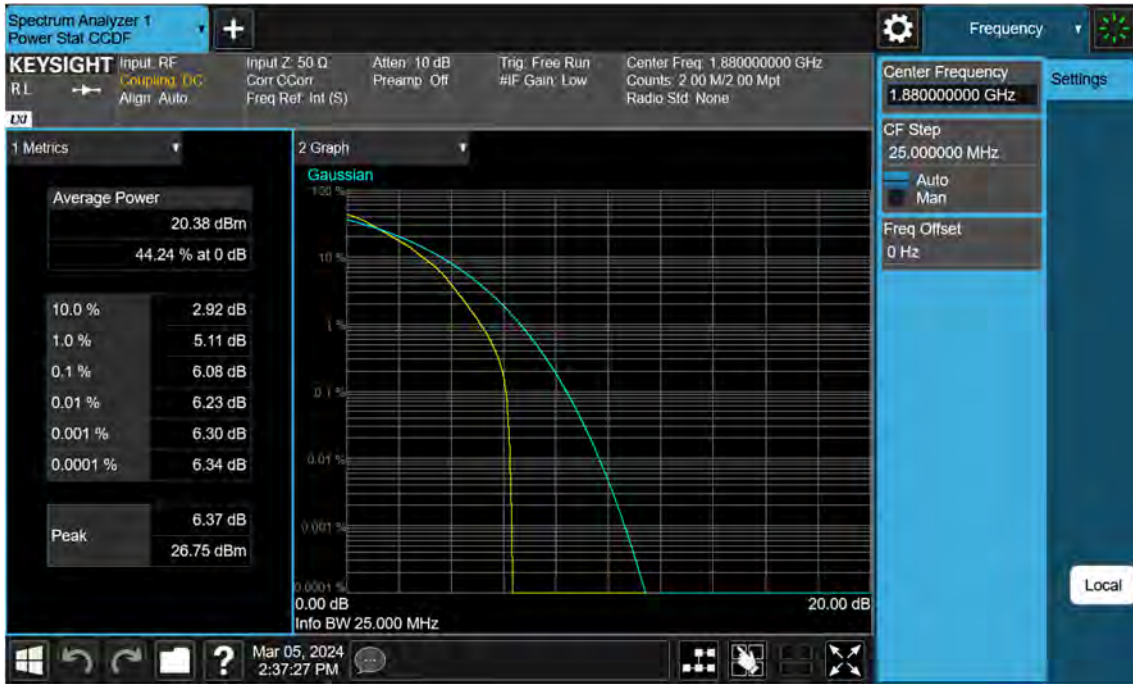 Spectrum Analyzer 1
Power Stat CCDF
+
Frequency
KEYSIGHT
R L
LXI
Input: RF
Coupling: DC
Align: Auto
Input Z: 50 Ω
Corr CCorr
Freq Ref: Int (S)
Atten: 10 dB
Preamp: Off
Trig: Free Run
#IF Gain: Low
Center Freq: 1.880000000 GHz
Counts: 2.00 M/2.00 Mpt
Radio Std: None
Center Frequency
1.880000000 GHz
Settings
CF Step
25.000000 MHz
Auto
Man
Freq Offset
0 Hz
1 Metrics
Average Power
20.38 dBm
44.24 % at 0 dB
10.0 % 2.92 dB
1.0 % 5.11 dB
0.1 % 6.08 dB
0.01 % 6.23 dB
0.001 % 6.30 dB
0.0001 % 6.34 dB
Peak
6.37 dB
26.75 dBm
2 Graph
Gaussian
100 %
10 %
1 %
0.1 %
0.01 %
0.001 %
0.0001 %
0.00 dB 20.00 dB
Info BW 25.000 MHz
Local
?
Mar 05, 2024
2:37:27 PM